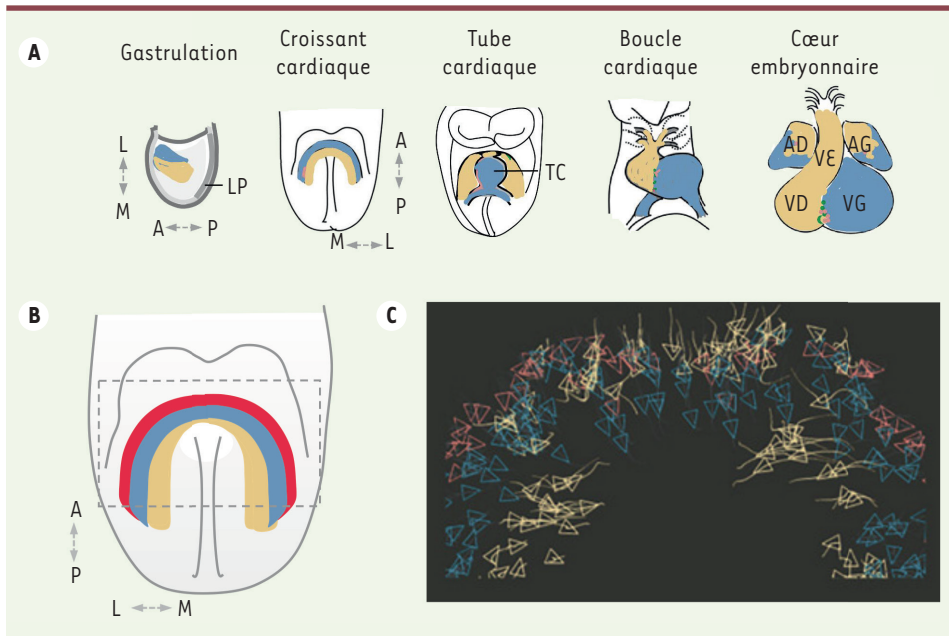 A
Gastrulation
Croissant
cardiaque
Tube
cardiaque
Boucle
cardiaque
Cœur
embryonnaire
L
M
LP
A P
A
P
M L
TC
AD
VE
AG
VD
VG
B
A
P
L M
C